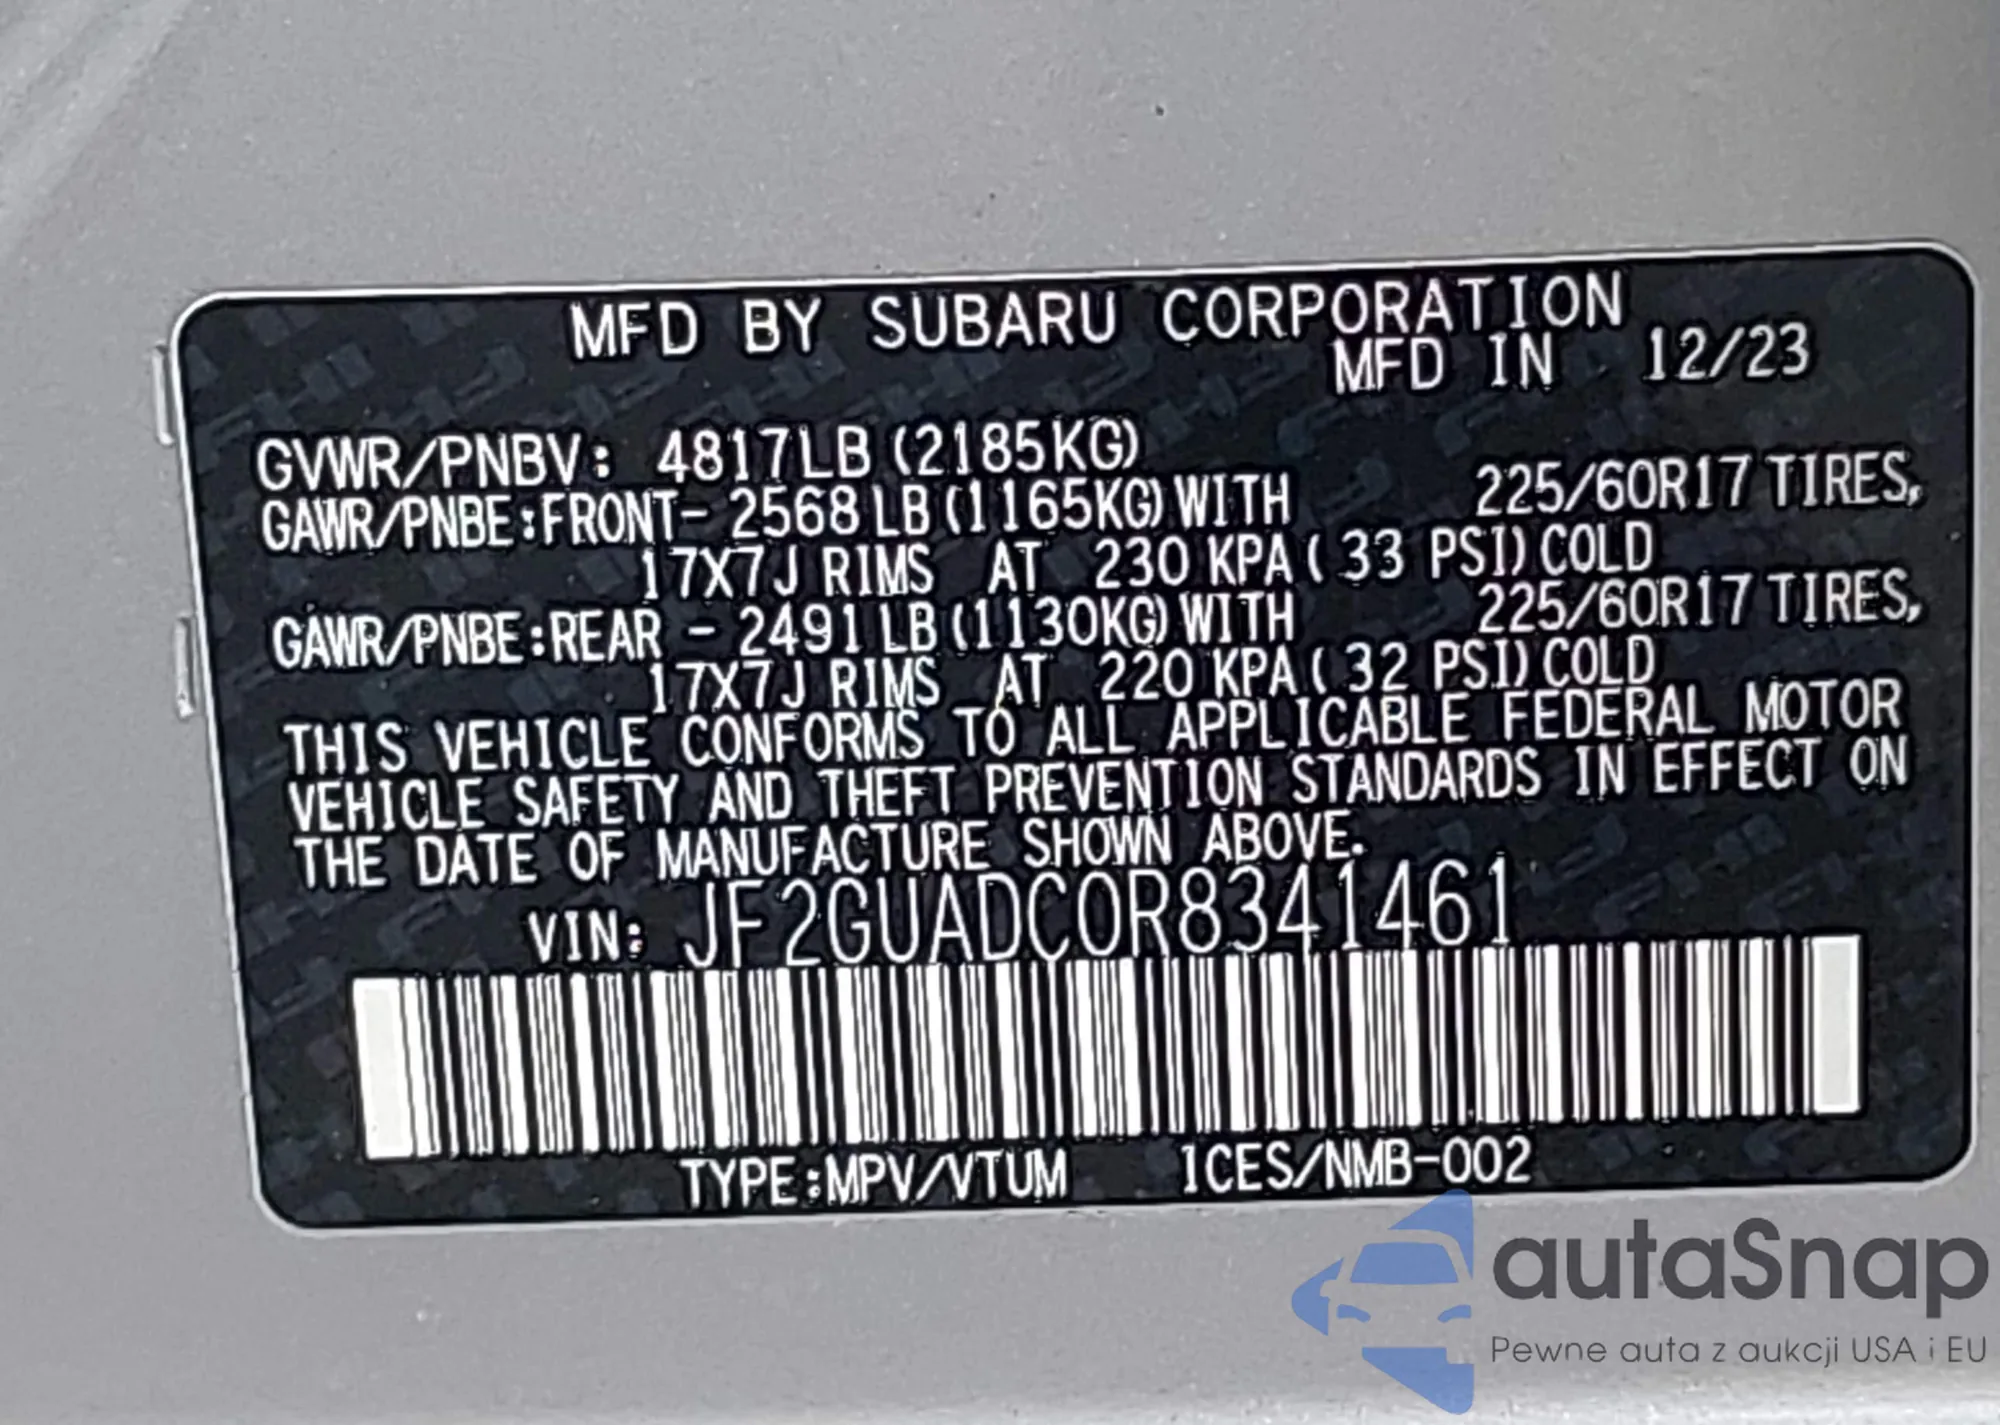 MFD BY SUBARU CORPORATION
MFD IN 12/23
GVWR/PNBV: 4817LB (2185KG)
GAWR/PNBE:FRONT- 2568 LB (1165KG) WITH 225/60R17 TIRES,
17X7J RIMS AT 230 KPA ( 33 PSI) COLD
GAWR/PNBE:REAR - 2491 LB (1130KG) WITH 225/60R17 TIRES,
17X7J RIMS AT 220 KPA ( 32 PSI) COLD
THIS VEHICLE CONFORMS TO ALL APPLICABLE FEDERAL MOTOR
VEHICLE SAFETY AND THEFT PREVENTION STANDARDS IN EFFECT ON
THE DATE OF MANUFACTURE SHOWN ABOVE.
VIN: JF2GUADC0R8341461
TYPE:MPV/VTUM ICES/NMB-002
autaSnap
Pewne auta z aukcji USA i EU